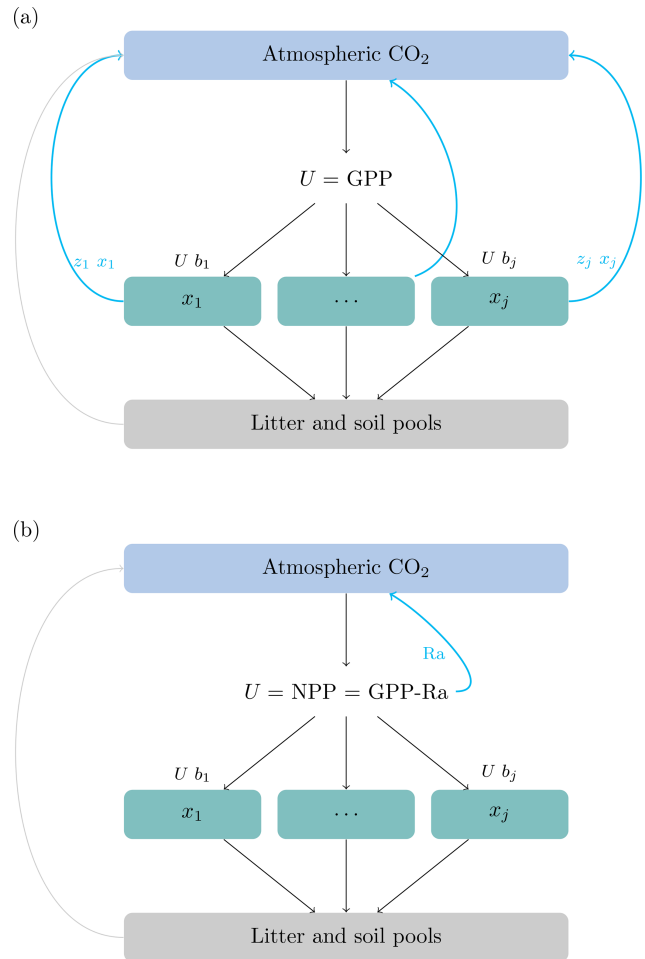 (a)
Atmospheric CO₂
U = GPP
z₁ x₁
U b₁
U bⱼ
zⱼ xⱼ
x₁
...
xⱼ
Litter and soil pools
(b)
Atmospheric CO₂
Ra
U = NPP = GPP-Ra
U b₁
U bⱼ
x₁
...
xⱼ
Litter and soil pools